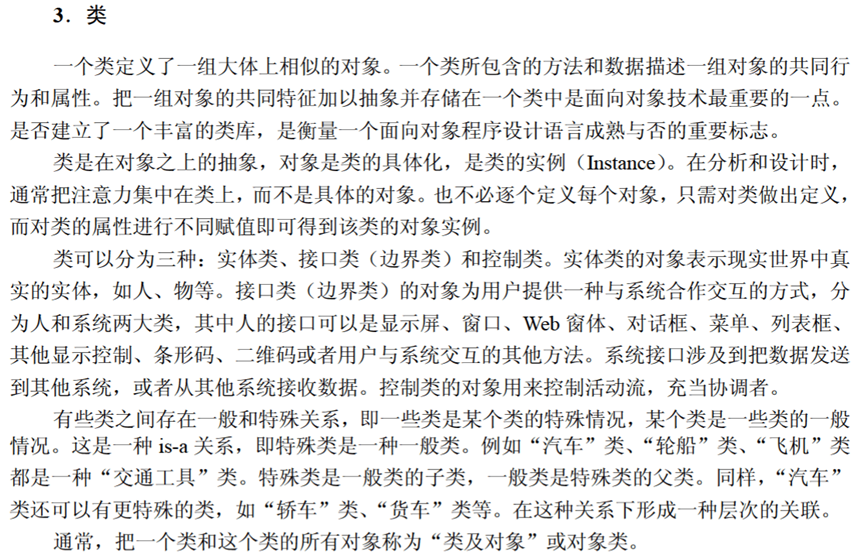 3．类
一个类定义了一组大体上相似的对象。一个类所包含的方法和数据描述一组对象的共同行
为和属性。把一组对象的共同特征加以抽象并存储在一个类中是面向对象技术最重要的一点。
是否建立了一个丰富的类库，是衡量一个面向对象程序设计语言成熟与否的重要标志。
类是在对象之上的抽象，对象是类的具体化，是类的实例（Instance）。在分析和设计时，
通常把注意力集中在类上，而不是具体的对象。也不必逐个定义每个对象，只需对类做出定义，
而对类的属性进行不同赋值即可得到该类的对象实例。
类可以分为三种：实体类、接口类（边界类）和控制类。实体类的对象表示现实世界中真
实的实体，如人、物等。接口类（边界类）的对象为用户提供一种与系统合作交互的方式，分
为人和系统两大类，其中人的接口可以是显示屏、窗口、Web 窗体、对话框、菜单、列表框、
其他显示控制、条形码、二维码或者用户与系统交互的其他方法。系统接口涉及到把数据发送
到其他系统，或者从其他系统接收数据。控制类的对象用来控制活动流，充当协调者。
有些类之间存在一般和特殊关系，即一些类是某个类的特殊情况，某个类是一些类的一般
情况。这是一种 is-a 关系，即特殊类是一种一般类。例如“汽车”类、“轮船”类、“飞机”类
都是一种“交通工具”类。特殊类是一般类的子类，一般类是特殊类的父类。同样，“汽车”
类还可以有更特殊的类，如“轿车”类、“货车”类等。在这种关系下形成一种层次的关联。
通常，把一个类和这个类的所有对象称为“类及对象”或对象类。